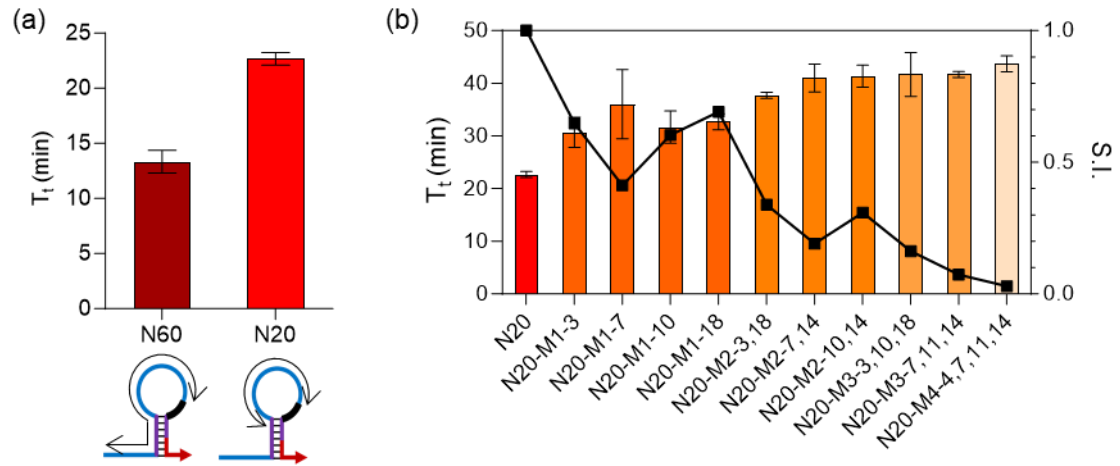 (a)
T_t (min)
25
20
15
10
5
0
N60
N20
(b)
T_t (min)
50
40
30
20
10
0
1.0
0.5
0.0
S.I.
N20
N20-M1-3
N20-M1-7
N20-M1-10
N20-M1-18
N20-M2-3,18
N20-M2-7,14
N20-M2-10,14
N20-M3-3,10,18
N20-M3-7,11,14
N20-M4-4,7,11,14